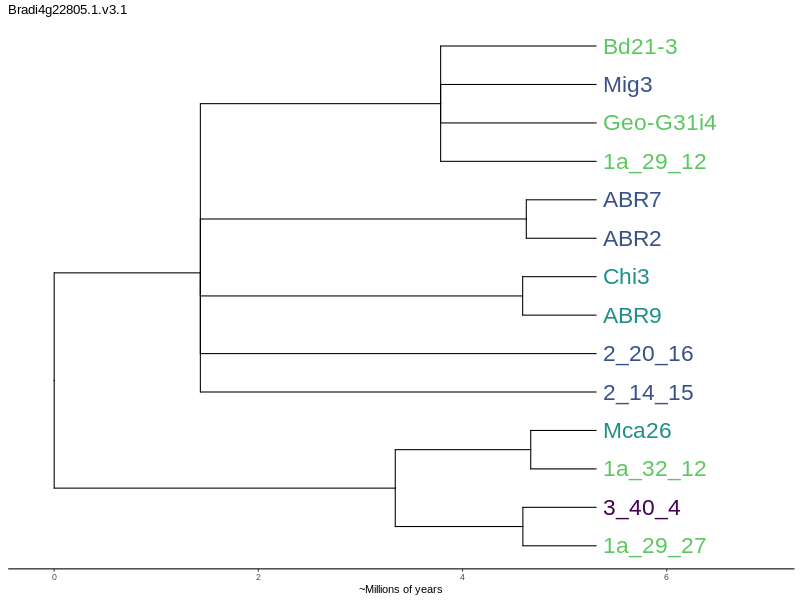 Bradi4g22805.1.v3.1
Bd21-3
Mig3
Geo-G31i4
1a_29_12
ABR7
ABR2
Chi3
ABR9
2_20_16
2_14_15
Mca26
1a_32_12
3_40_4
1a_29_27
0 2 4 6
~Millions of years